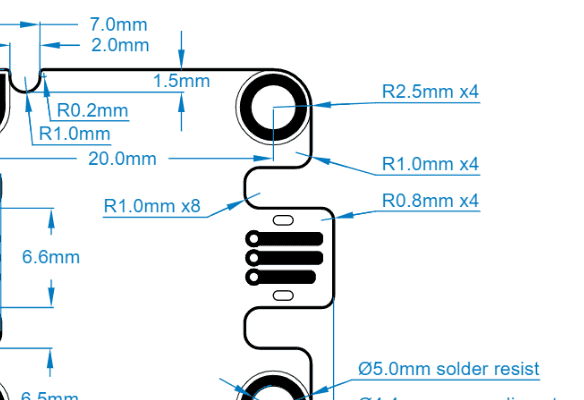 7.0mm
2.0mm
1.5mm
R2.5mm x4
R0.2mm
R1.0mm
20.0mm
R1.0mm x4
R1.0mm x8
R0.8mm x4
6.6mm
Ø5.0mm solder resist
6.5mm